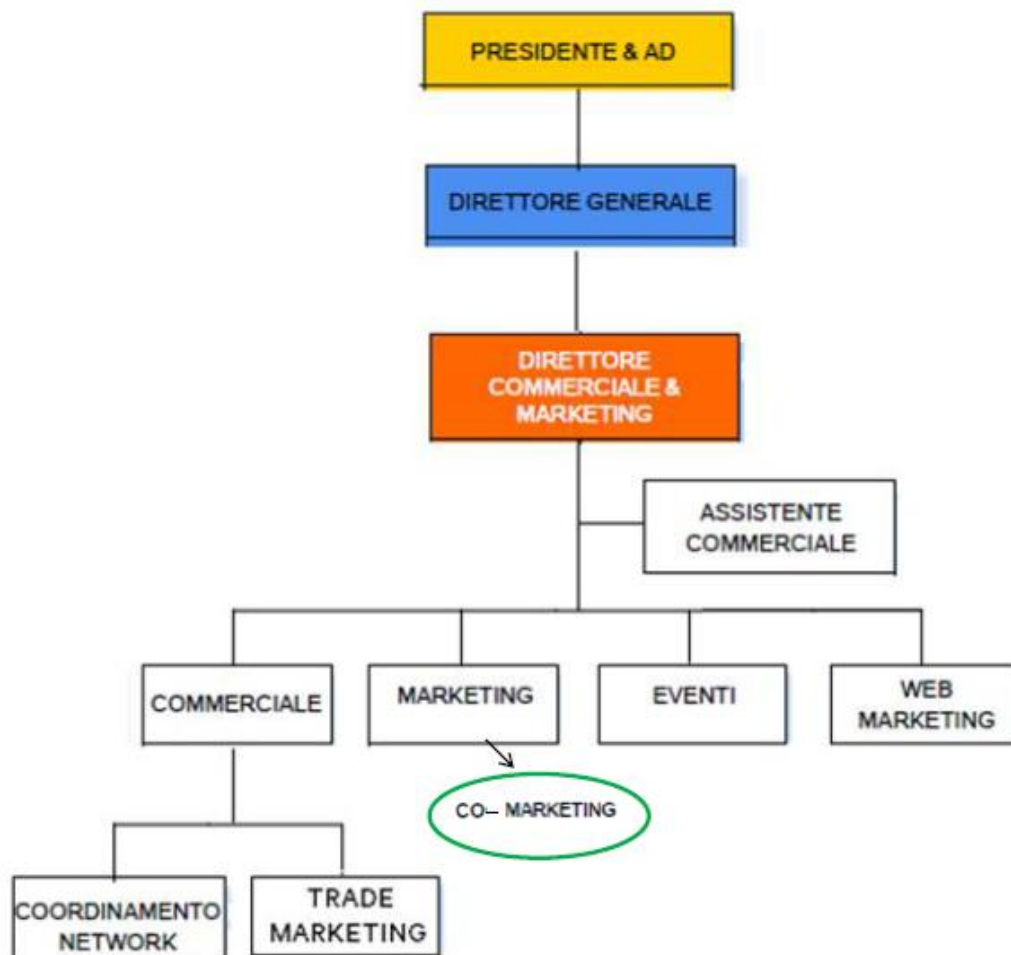 PRESIDENTE & AD
DIRETTORE GENERALE
DIRETTORE
COMMERCIALE &
MARKETING
ASSISTENTE
COMMERCIALE
COMMERCIALE
MARKETING
EVENTI
WEB
MARKETING
CO– MARKETING
COORDINAMENTO
NETWORK
TRADE
MARKETING